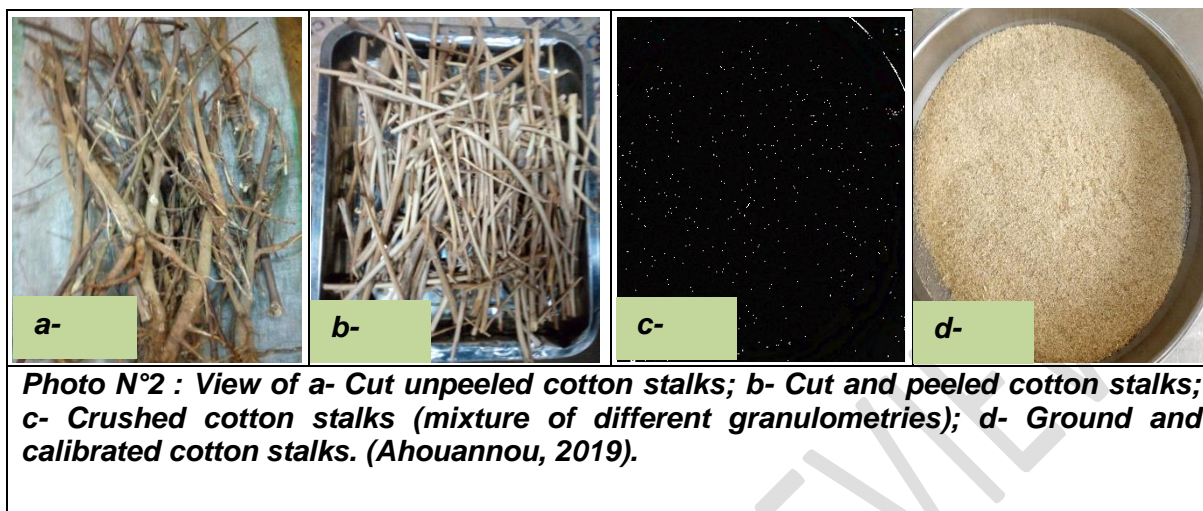 a-
b-
c-
d-
Photo N°2 : View of a- Cut unpeeled cotton stalks; b- Cut and peeled cotton stalks;
c- Crushed cotton stalks (mixture of different granulometries); d- Ground and
calibrated cotton stalks. (Ahouannou, 2019).